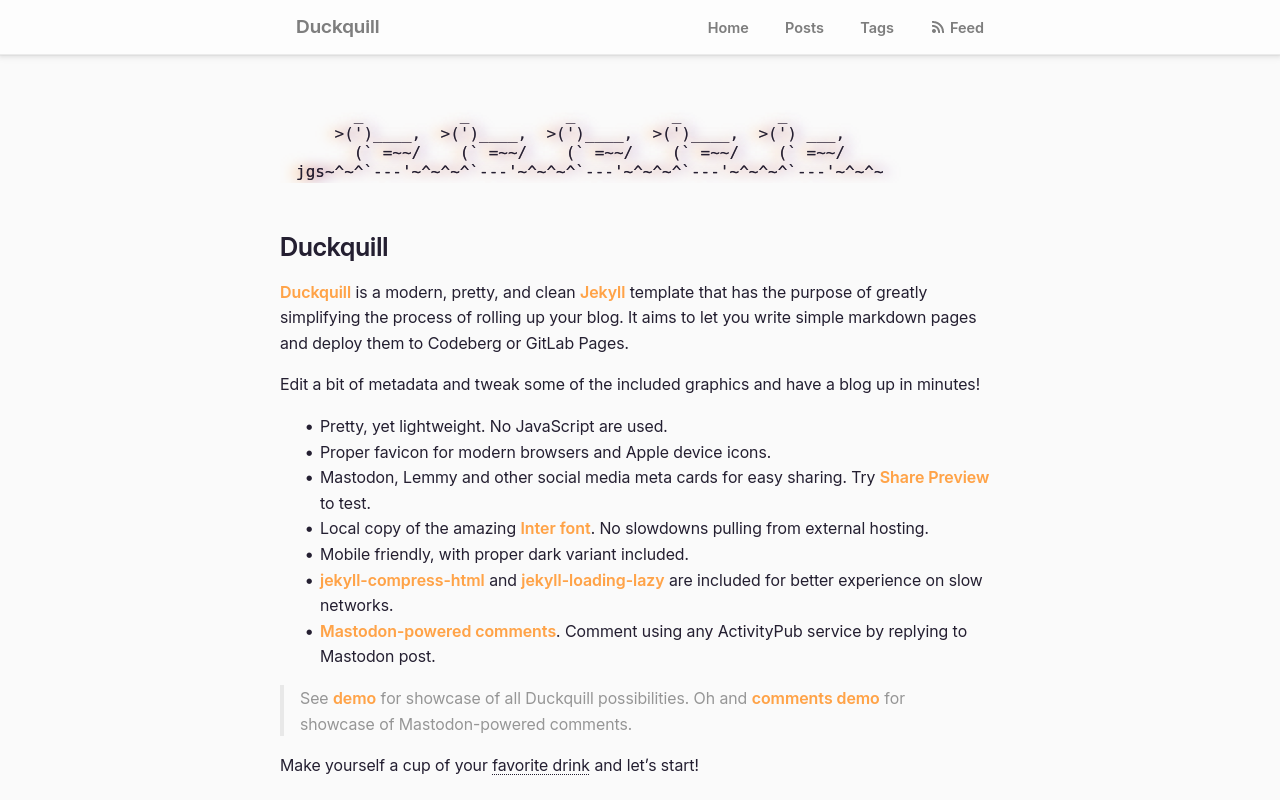 Duckquill
Home Posts Tags Feed
      _          _          _          _          _
    >(')____,  >(')____,  >(')____,  >(')____,  >(') ___,
      (` =~~/    (` =~~/    (` =~~/    (` =~~/    (` =~~/
jgs~^~^`---'~^~^~^`---'~^~^~^`---'~^~^~^`---'~^~^~^`---'~^~^~
Duckquill
Duckquill is a modern, pretty, and clean Jekyll template that has the purpose of greatly
simplifying the process of rolling up your blog. It aims to let you write simple markdown pages
and deploy them to Codeberg or GitLab Pages.
Edit a bit of metadata and tweak some of the included graphics and have a blog up in minutes!
• Pretty, yet lightweight. No JavaScript are used.
• Proper favicon for modern browsers and Apple device icons.
• Mastodon, Lemmy and other social media meta cards for easy sharing. Try Share Preview
to test.
• Local copy of the amazing Inter font. No slowdowns pulling from external hosting.
• Mobile friendly, with proper dark variant included.
• jekyll-compress-html and jekyll-loading-lazy are included for better experience on slow
networks.
• Mastodon-powered comments. Comment using any ActivityPub service by replying to
Mastodon post.
See demo for showcase of all Duckquill possibilities. Oh and comments demo for
showcase of Mastodon-powered comments.
Make yourself a cup of your favorite drink and let's start!